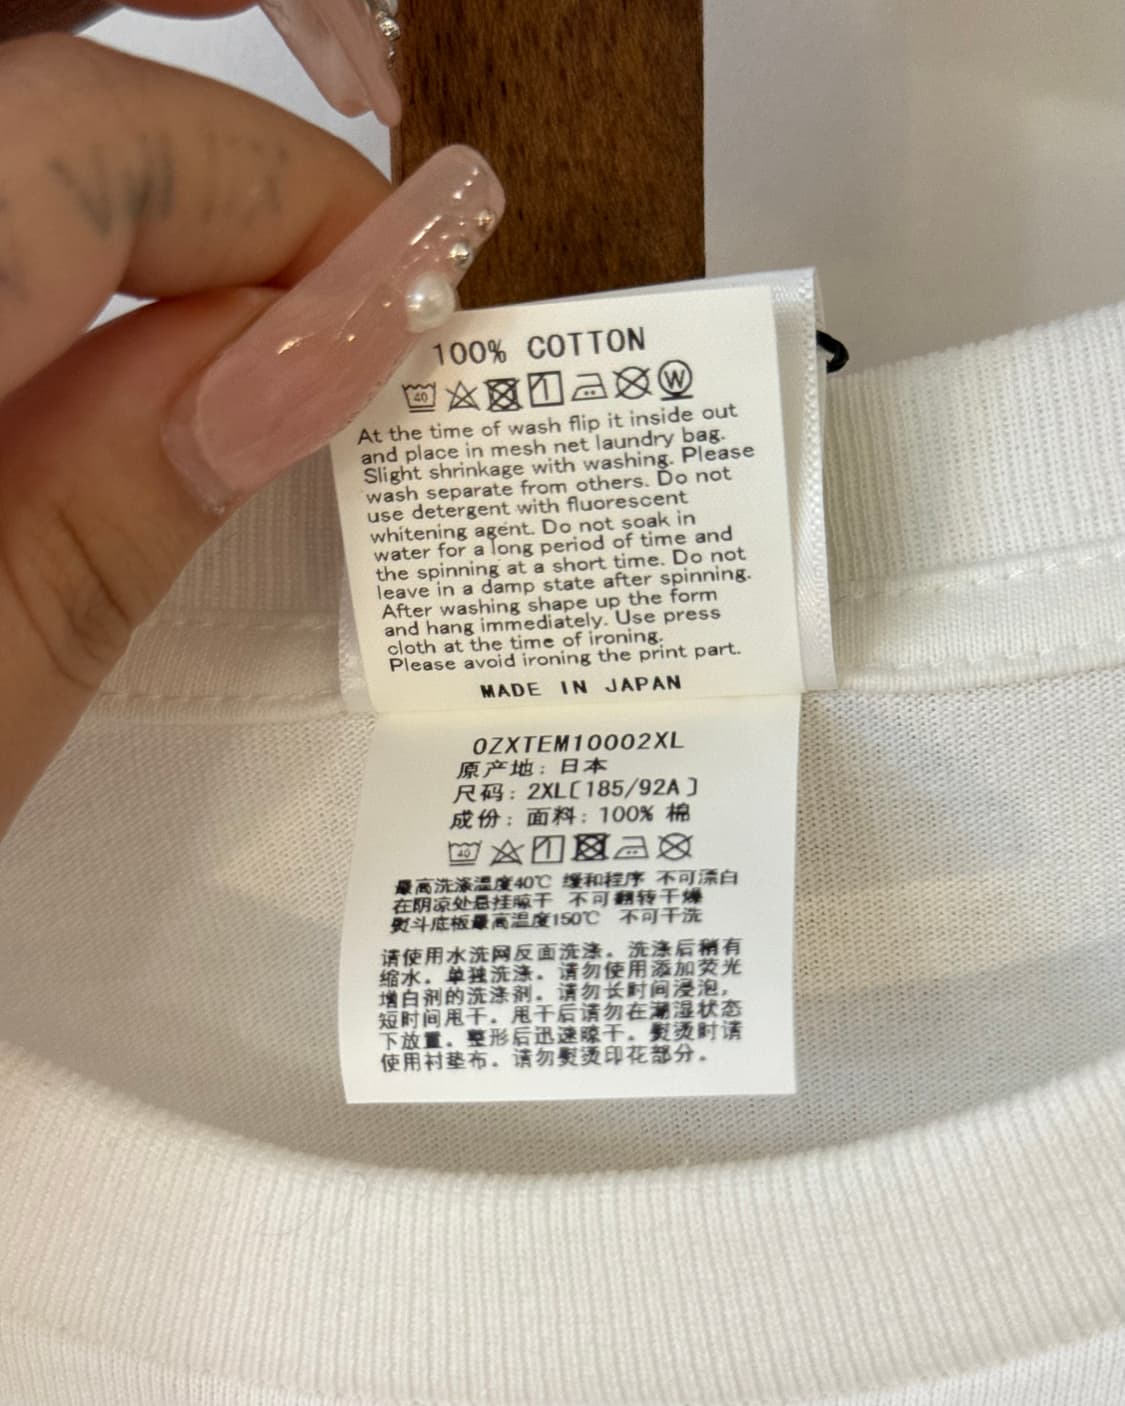 100% COTTON
40
W
At the time of wash flip it inside out
and place in mesh net laundry bag.
Slight shrinkage with washing. Please
wash separate from others. Do not
use detergent with fluorescent
whitening agent. Do not soak in
water for a long period of time and
the spinning at a short time. Do not
leave in a damp state after spinning.
After washing shape up the form
and hang immediately. Use press
cloth at the time of ironing.
Please avoid ironing the print part.
MADE IN JAPAN
0ZXTEM10002XL
原产地: 日本
尺码: 2XL[185/92A]
成份: 面料: 100% 棉
40
最高洗涤温度40℃ 缓和程序 不可漂白
在阴凉处悬挂晾干 不可翻转干燥
熨斗底板最高温度150℃ 不可干洗
请使用水洗网反面洗涤。洗涤后稍有
缩水。单独洗涤。请勿使用添加荧光
增白剂的洗涤剂。请勿长时间浸泡,
短时间甩干。甩干后请勿在潮湿状态
下放置。整形后迅速晾干。熨烫时请
使用衬垫布。请勿熨烫印花部分。